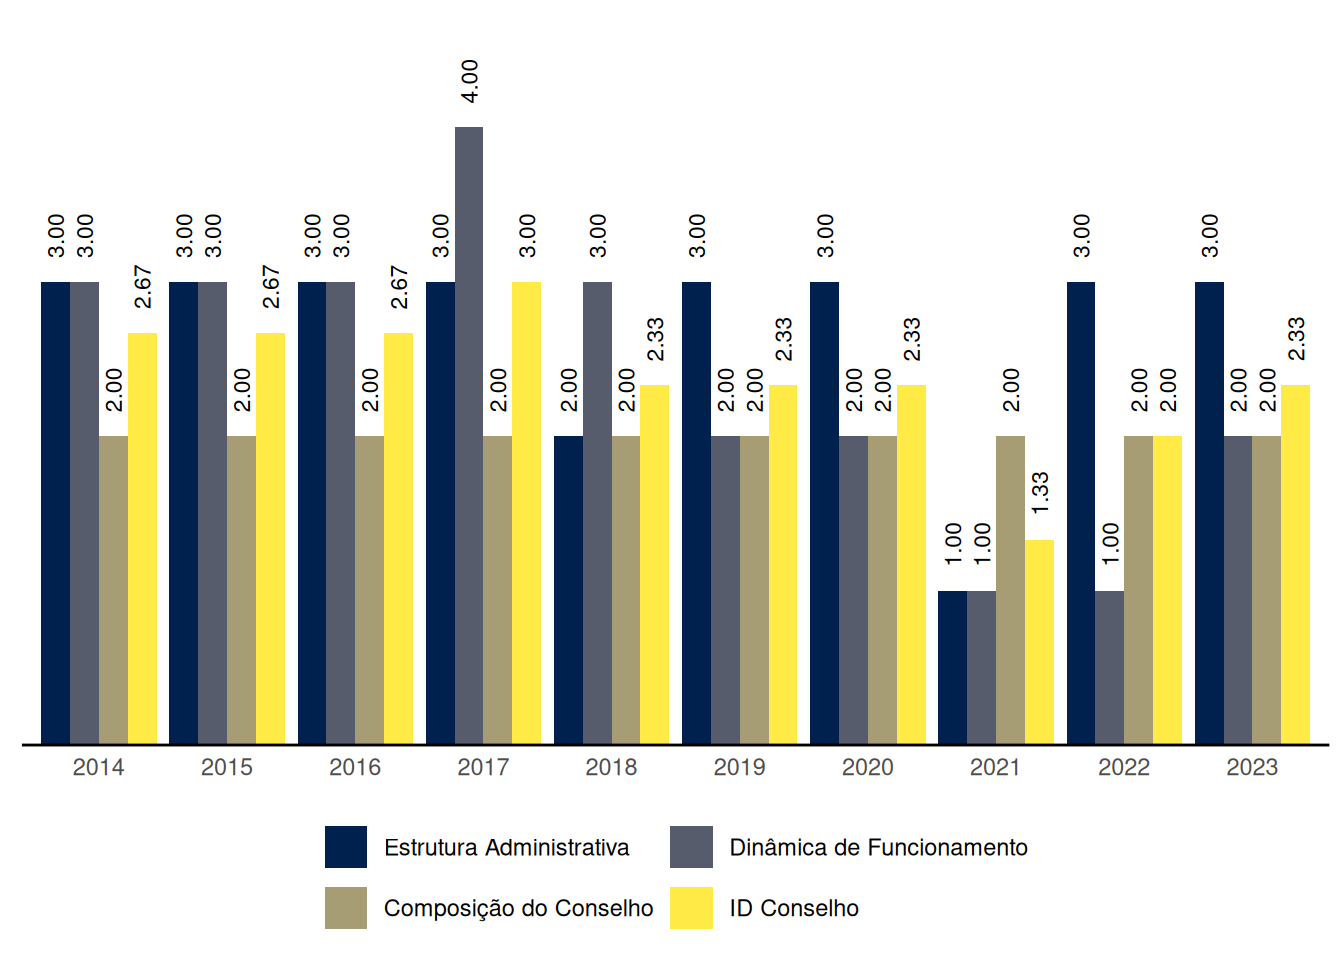 4.00
3.00 3.00 3.00 3.00 3.00 3.00 3.00 3.00 3.00 3.00 3.00 3.00 3.00
2.67 2.67 2.67
2.33 2.33 2.33 2.33
2.00 2.00 2.00 2.00 2.00 2.00 2.00 2.00 2.00 2.00 2.00 2.00 2.00 2.00 2.00
1.33
1.00 1.00 1.00
2014 2015 2016 2017 2018 2019 2020 2021 2022 2023
Estrutura Administrativa Dinâmica de Funcionamento
Composição do Conselho ID Conselho